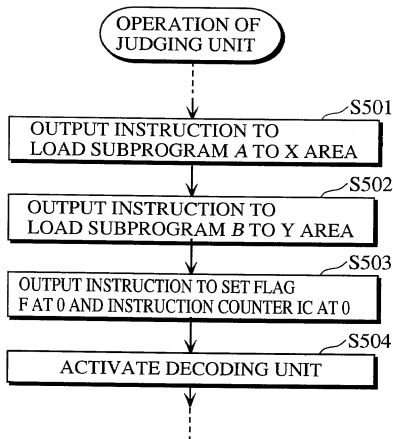 OPERATION OF
JUDGING UNIT
S501
OUTPUT INSTRUCTION TO
LOAD SUBPROGRAM A TO X AREA
S502
OUTPUT INSTRUCTION TO
LOAD SUBPROGRAM B TO Y AREA
S503
OUTPUT INSTRUCTION TO SET FLAG
F AT 0 AND INSTRUCTION COUNTER IC AT 0
S504
ACTIVATE DECODING UNIT